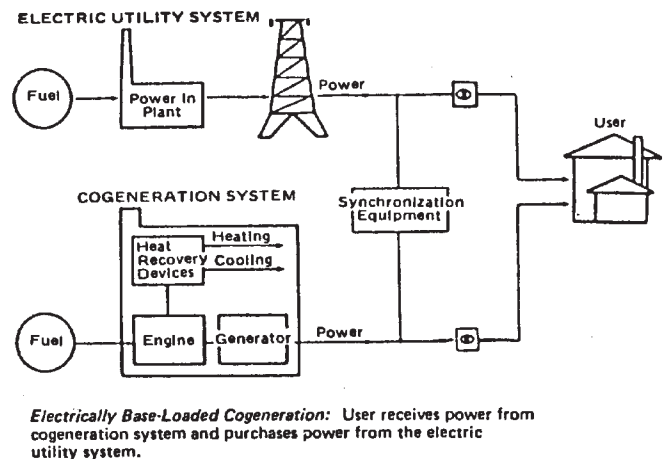 ELECTRIC UTILITY SYSTEM
Fuel
Power In
Plant
Power
User
COGENERATION SYSTEM
Synchronization
Equipment
Heat
Recovery
Devices
Heating
Cooling
Fuel
Engine
Generator
Power
Electrically Base-Loaded Cogeneration: User receives power from
cogeneration system and purchases power from the electric
utility system.